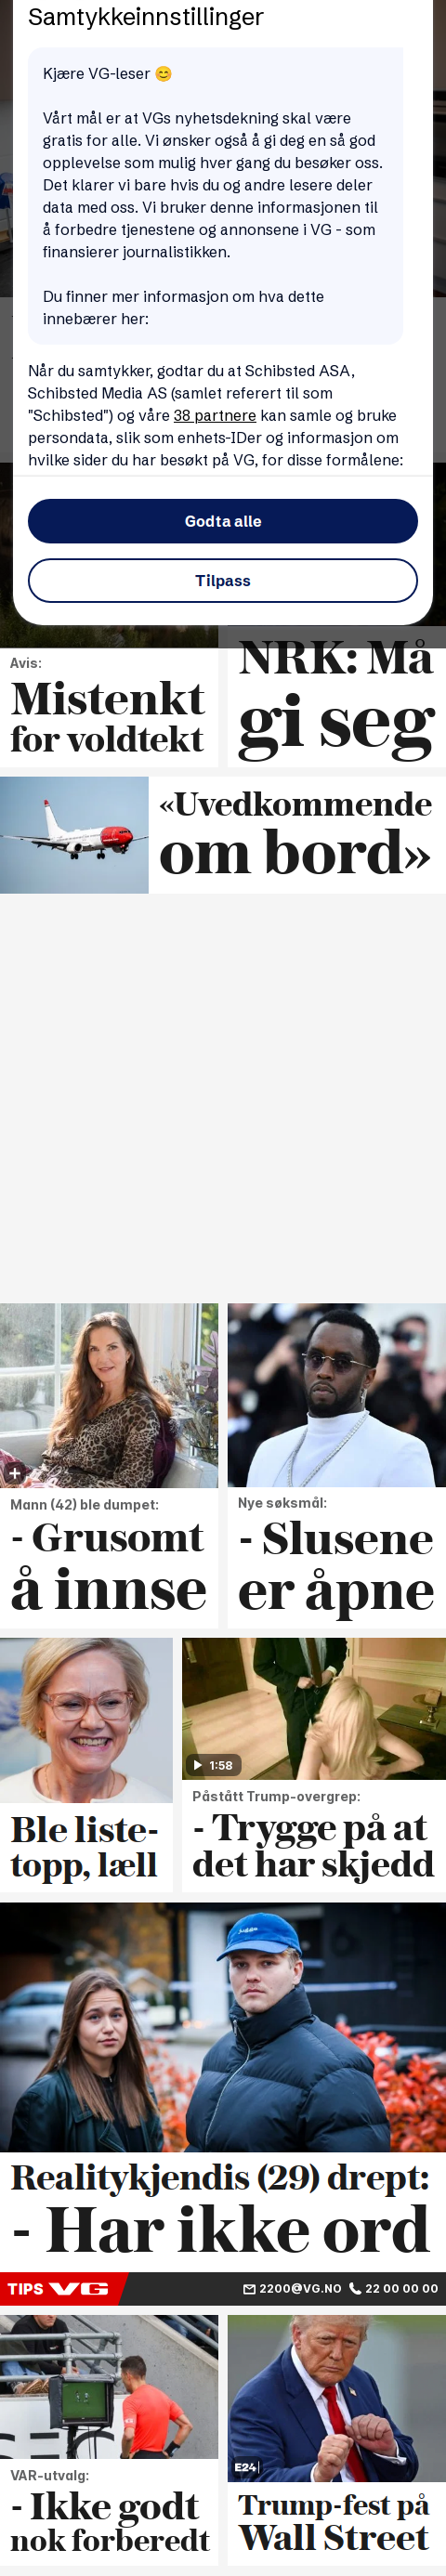 Samtykkeinnstillinger
Kjære VG-leser 😊
Vårt mål er at VGs nyhetsdekning skal være
gratis for alle. Vi ønsker også å gi deg en så god
opplevelse som mulig hver gang du besøker oss.
Det klarer vi bare hvis du og andre lesere deler
data med oss. Vi bruker denne informasjonen til
å forbedre tjenestene og annonsene i VG - som
finansierer journalistikken.
Du finner mer informasjon om hva dette
innebærer her:
Når du samtykker, godtar du at Schibsted ASA,
Schibsted Media AS (samlet referert til som
"Schibsted") og våre 38 partnere kan samle og bruke
persondata, slik som enhets-IDer og informasjon om
hvilke sider du har besøkt på VG, for disse formålene:
Godta alle
Tilpass
Avis:
Mistenkt
for voldtekt
NRK: Må
gi seg
«Uvedkommende
om bord»
Mann (42) ble dumpet:
- Grusomt
å innse
Nye søksmål:
- Slusene
er åpne
Ble liste-
topp, læll
1:58
Påstått Trump-overgrep:
- Trygge på at
det har skjedd
Realitykjendis (29) drept:
- Har ikke ord
TIPS VG
2200@VG.NO 22 00 00 00
VAR-utvalg:
- Ikke godt
nok forberedt
E24
Trump-fest på
Wall Street